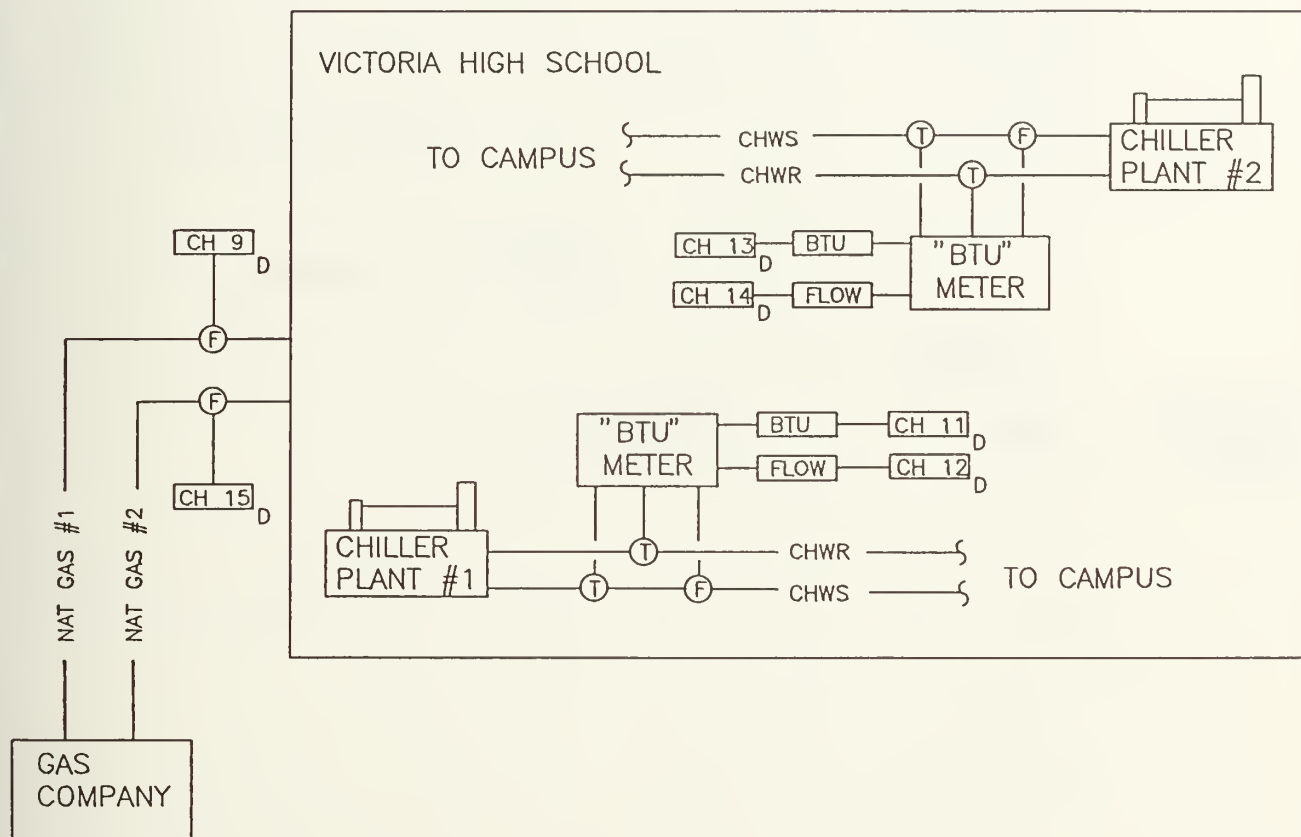 VICTORIA HIGH SCHOOL
CHWS T F
TO CAMPUS
CHILLER
PLANT #2
CHWR T
CH 9 D
CH 13 D BTU
"BTU"
METER
CH 14 D FLOW
F
F
"BTU"
METER
BTU CH 11 D
FLOW CH 12 D
CH 15 D
NAT GAS #1
NAT GAS #2
CHILLER
PLANT #1
T CHWR
TO CAMPUS
T F CHWS
GAS
COMPANY